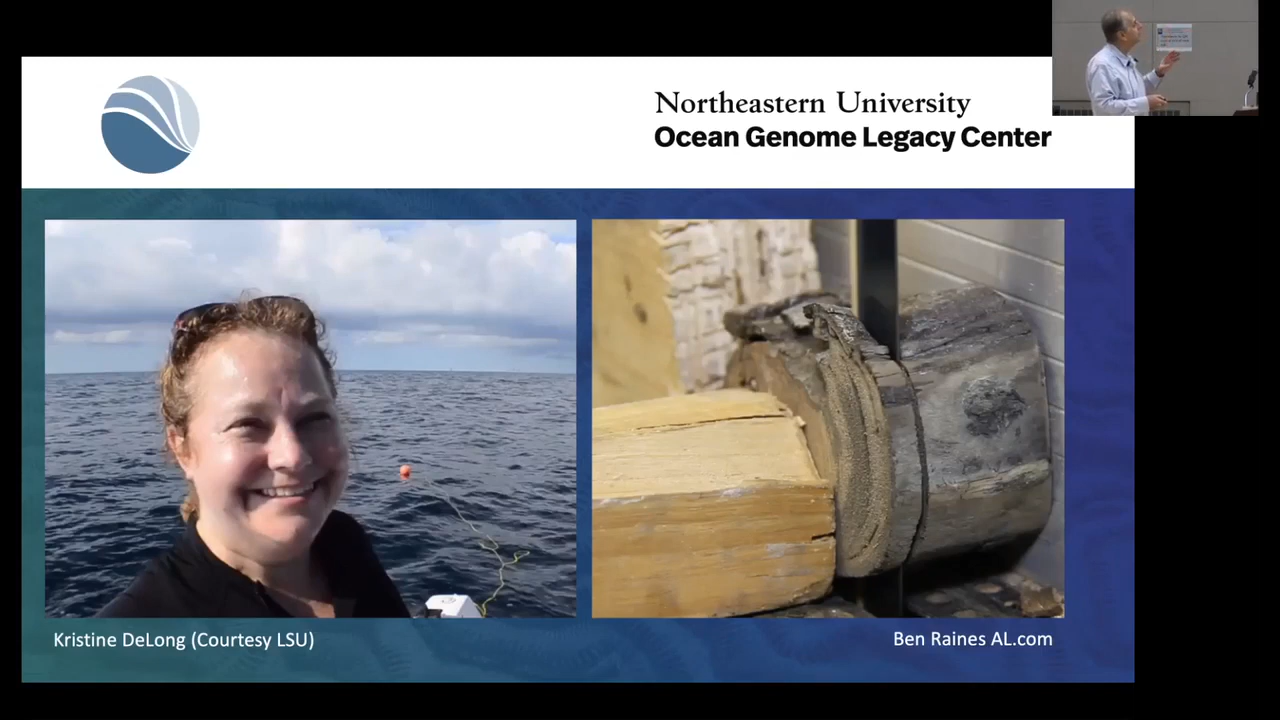 Northeastern University
Ocean Genome Legacy Center
Kristine DeLong (Courtesy LSU)
Ben Raines AL.com